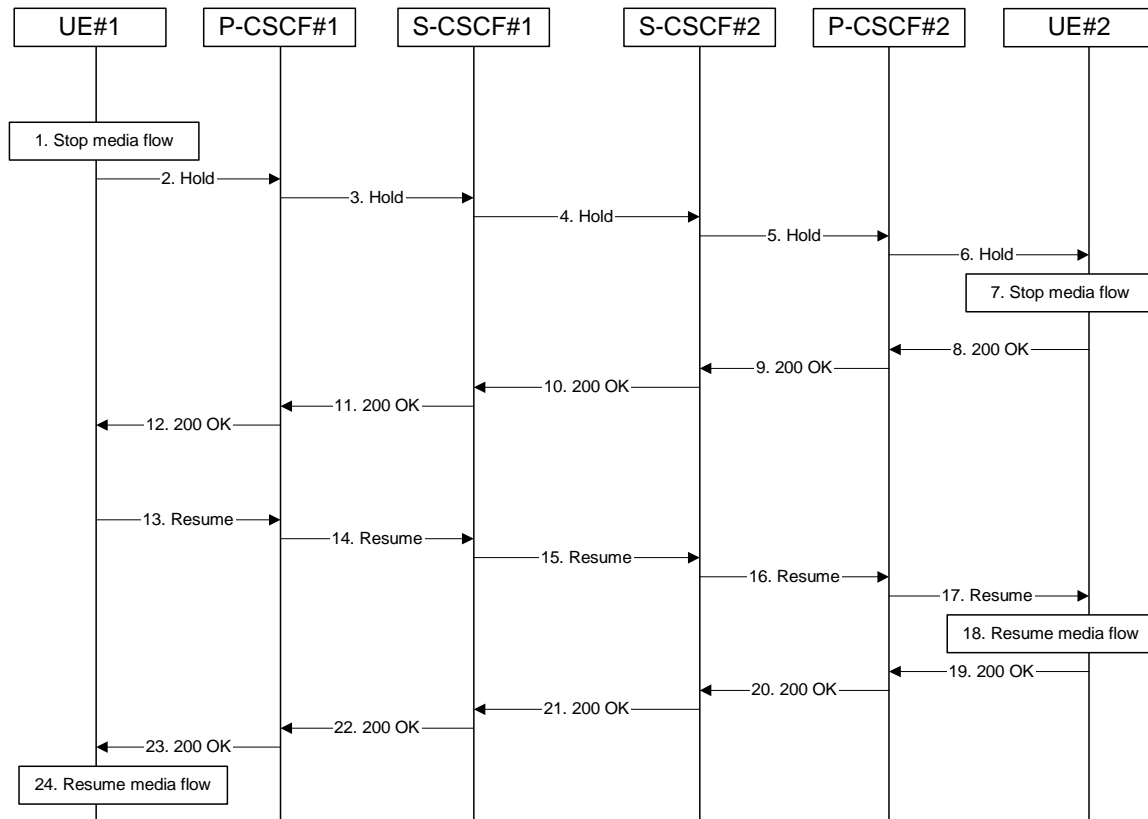 UE#1
P-CSCF#1
S-CSCF#1
S-CSCF#2
P-CSCF#2
UE#2
1. Stop media flow
2. Hold
3. Hold
4. Hold
5. Hold
6. Hold
7. Stop media flow
8. 200 OK
9. 200 OK
10. 200 OK
11. 200 OK
12. 200 OK
13. Resume
14. Resume
15. Resume
16. Resume
17. Resume
18. Resume media flow
19. 200 OK
20. 200 OK
21. 200 OK
22. 200 OK
23. 200 OK
24. Resume media flow